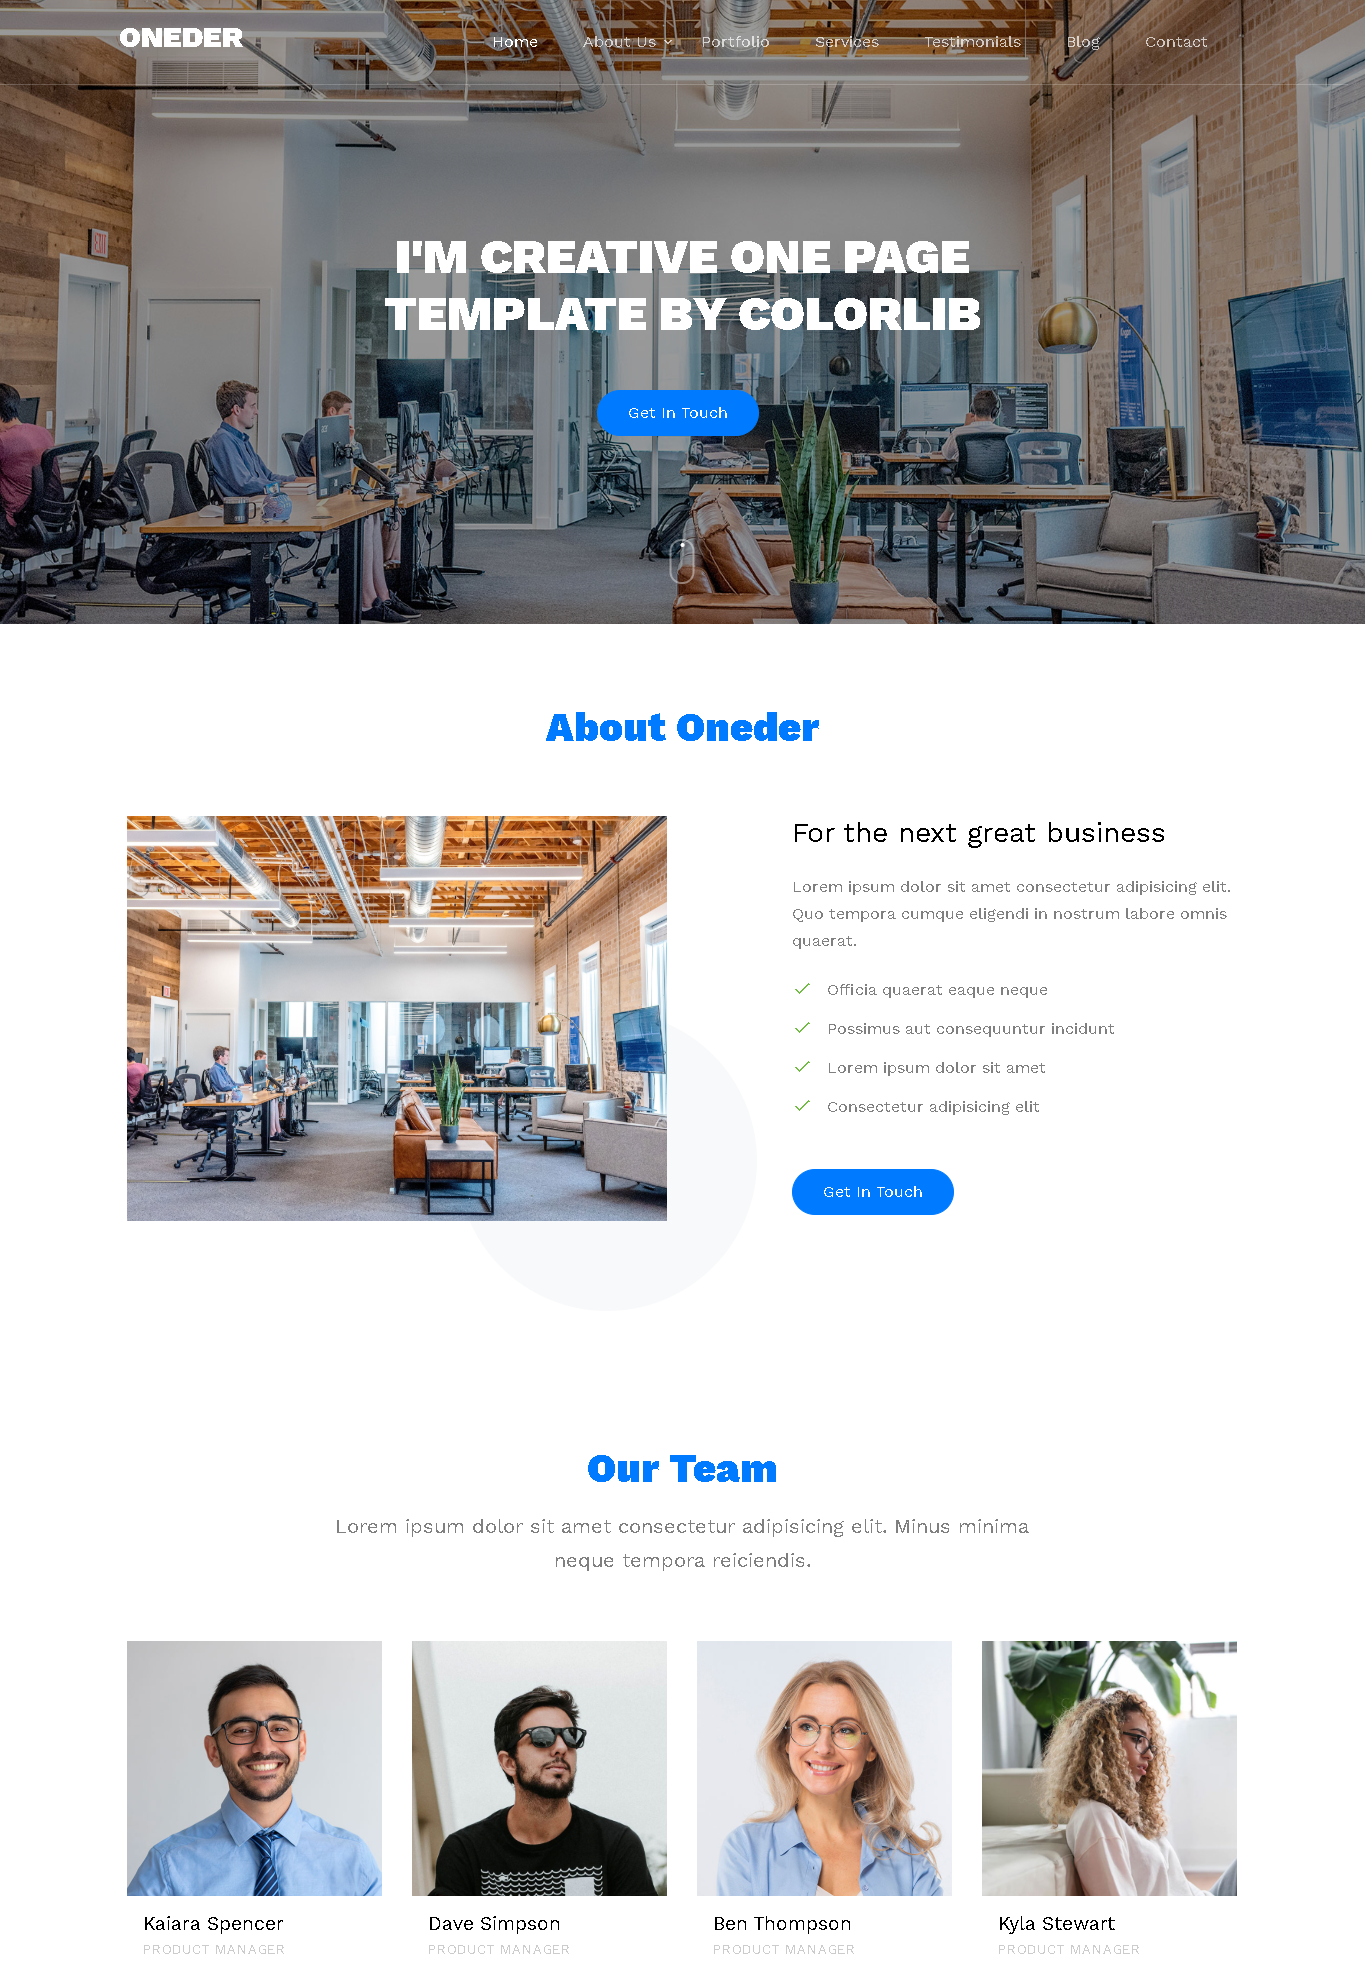 ONEDER
Home About Us Portfolio Services Testimonials Blog Contact
I'M CREATIVE ONE PAGE
TEMPLATE BY COLORLIB
Get In Touch
About Oneder
For the next great business
Lorem ipsum dolor sit amet consectetur adipisicing elit.
Quo tempora cumque eligendi in nostrum labore omnis
quaerat.
Officia quaerat eaque neque
Possimus aut consequuntur incidunt
Lorem ipsum dolor sit amet
Consectetur adipisicing elit
Get In Touch
Our Team
Lorem ipsum dolor sit amet consectetur adipisicing elit. Minus minima
neque tempora reiciendis.
Kaiara Spencer
PRODUCT MANAGER
Dave Simpson
PRODUCT MANAGER
Ben Thompson
PRODUCT MANAGER
Kyla Stewart
PRODUCT MANAGER